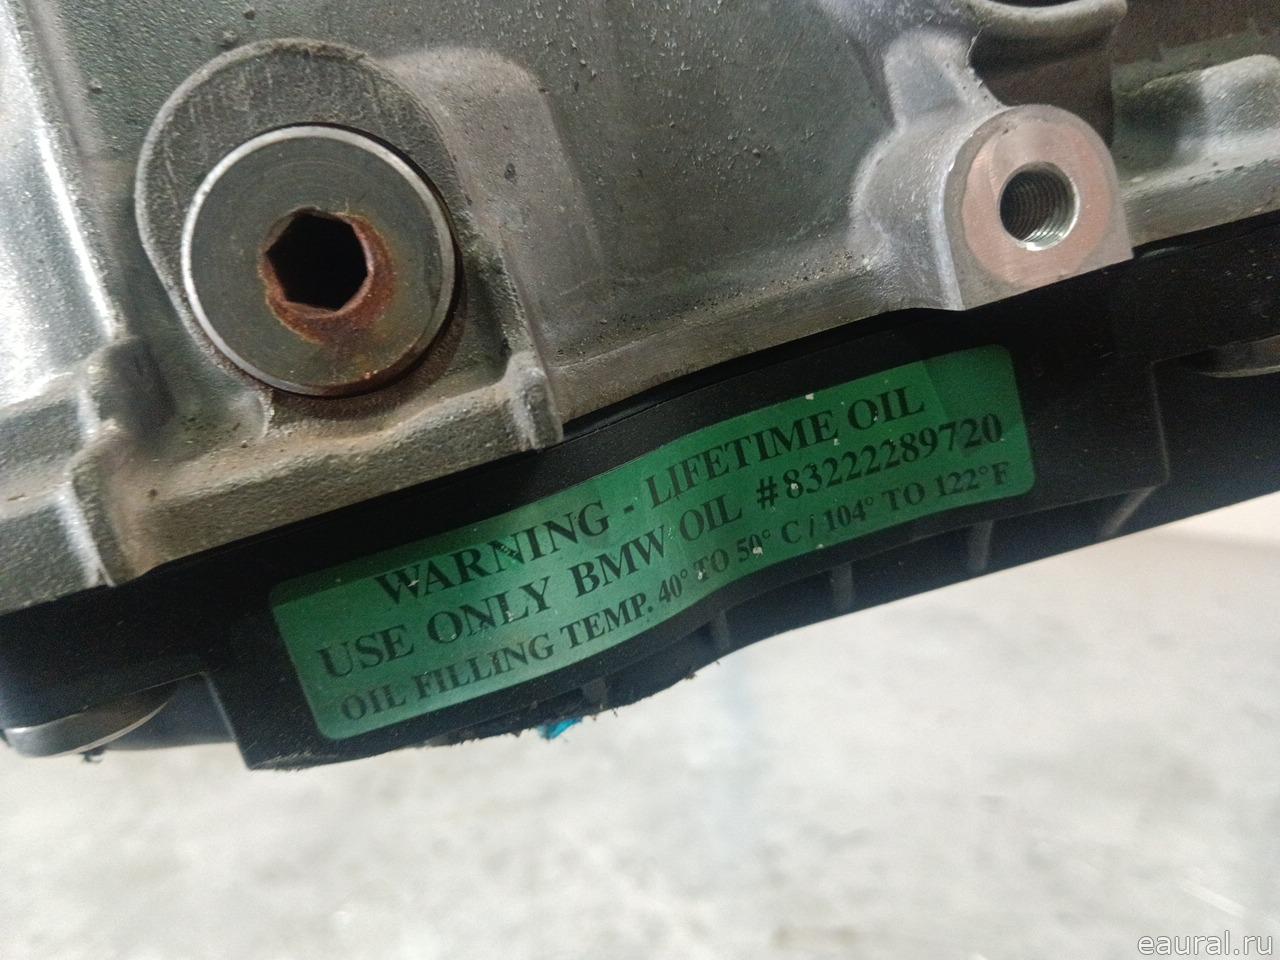 WARNING - LIFETIME OIL
USE ONLY BMW OIL #83222289720
OIL FILLING TEMP. 40° TO 50° C / 104° TO 122° F
eaural.ru